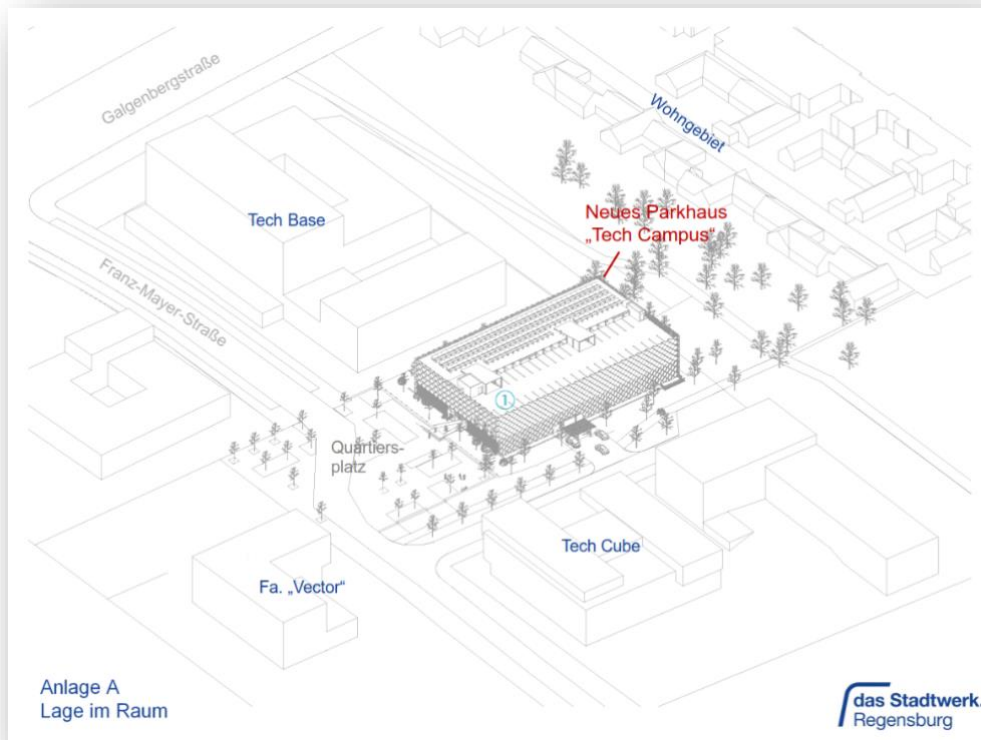 Galgenbergstraße
Wohngebiet
Tech Base
Neues Parkhaus
„Tech Campus“
Franz-Mayer-Straße
1
Quartiers-
platz
Tech Cube
Fa. „Vector“
Anlage A
Lage im Raum
das Stadtwerk.
Regensburg